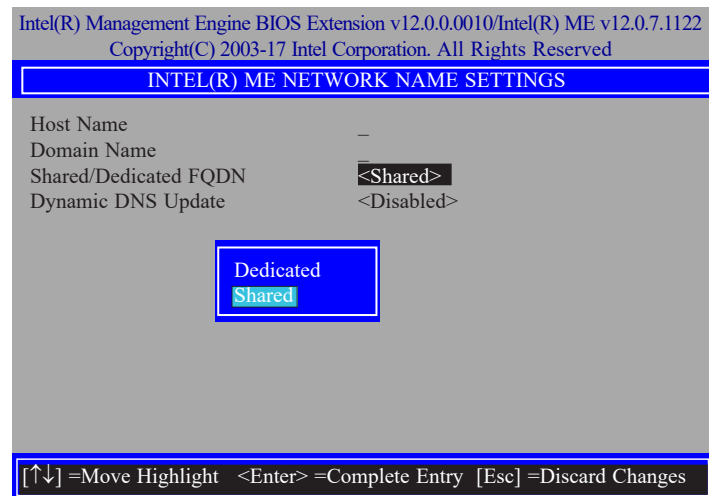 Intel(R) Management Engine BIOS Extension v12.0.0.0010/Intel(R) ME v12.0.7.1122
Copyright(C) 2003-17 Intel Corporation. All Rights Reserved
INTEL(R) ME NETWORK NAME SETTINGS
Host Name _
Domain Name _
Shared/Dedicated FQDN <Shared>
Dynamic DNS Update <Disabled>
Dedicated
Shared
[↑↓] =Move Highlight <Enter> =Complete Entry [Esc] =Discard Changes